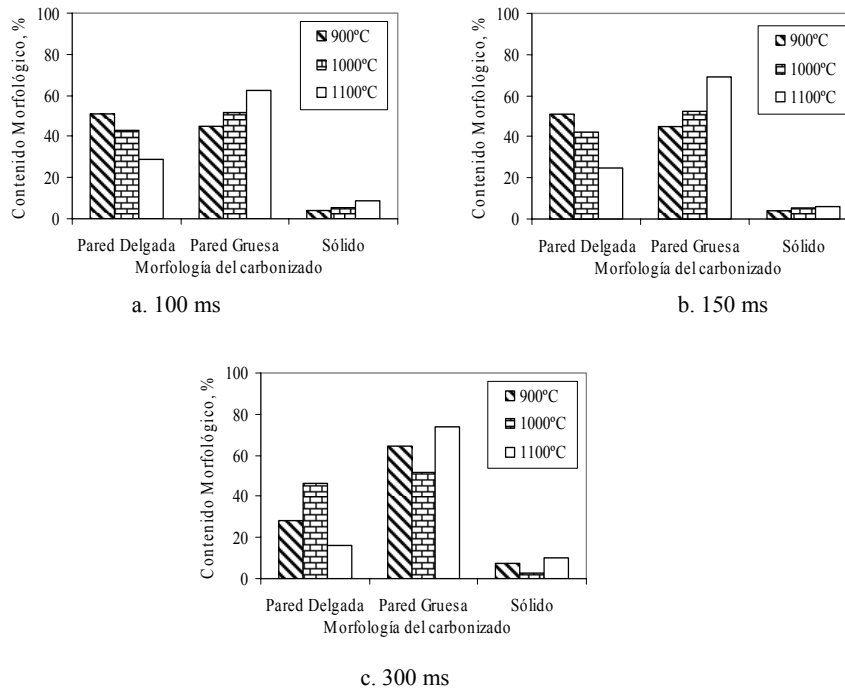 Contenido Morfológico, %
100
80
60
40
20
0
900ºC
1000ºC
1100ºC
Pared Delgada Pared Gruesa Sólido
Morfología del carbonizado
a. 100 ms
Contenido Morfológico, %
100
80
60
40
20
0
900ºC
1000ºC
1100ºC
Pared Delgada Pared Gruesa Sólido
Morfología del carbonizado
b. 150 ms
Contenido Morfológico, %
100
80
60
40
20
0
900ºC
1000ºC
1100ºC
Pared Delgada Pared Gruesa Sólido
Morfología del carbonizado
c. 300 ms